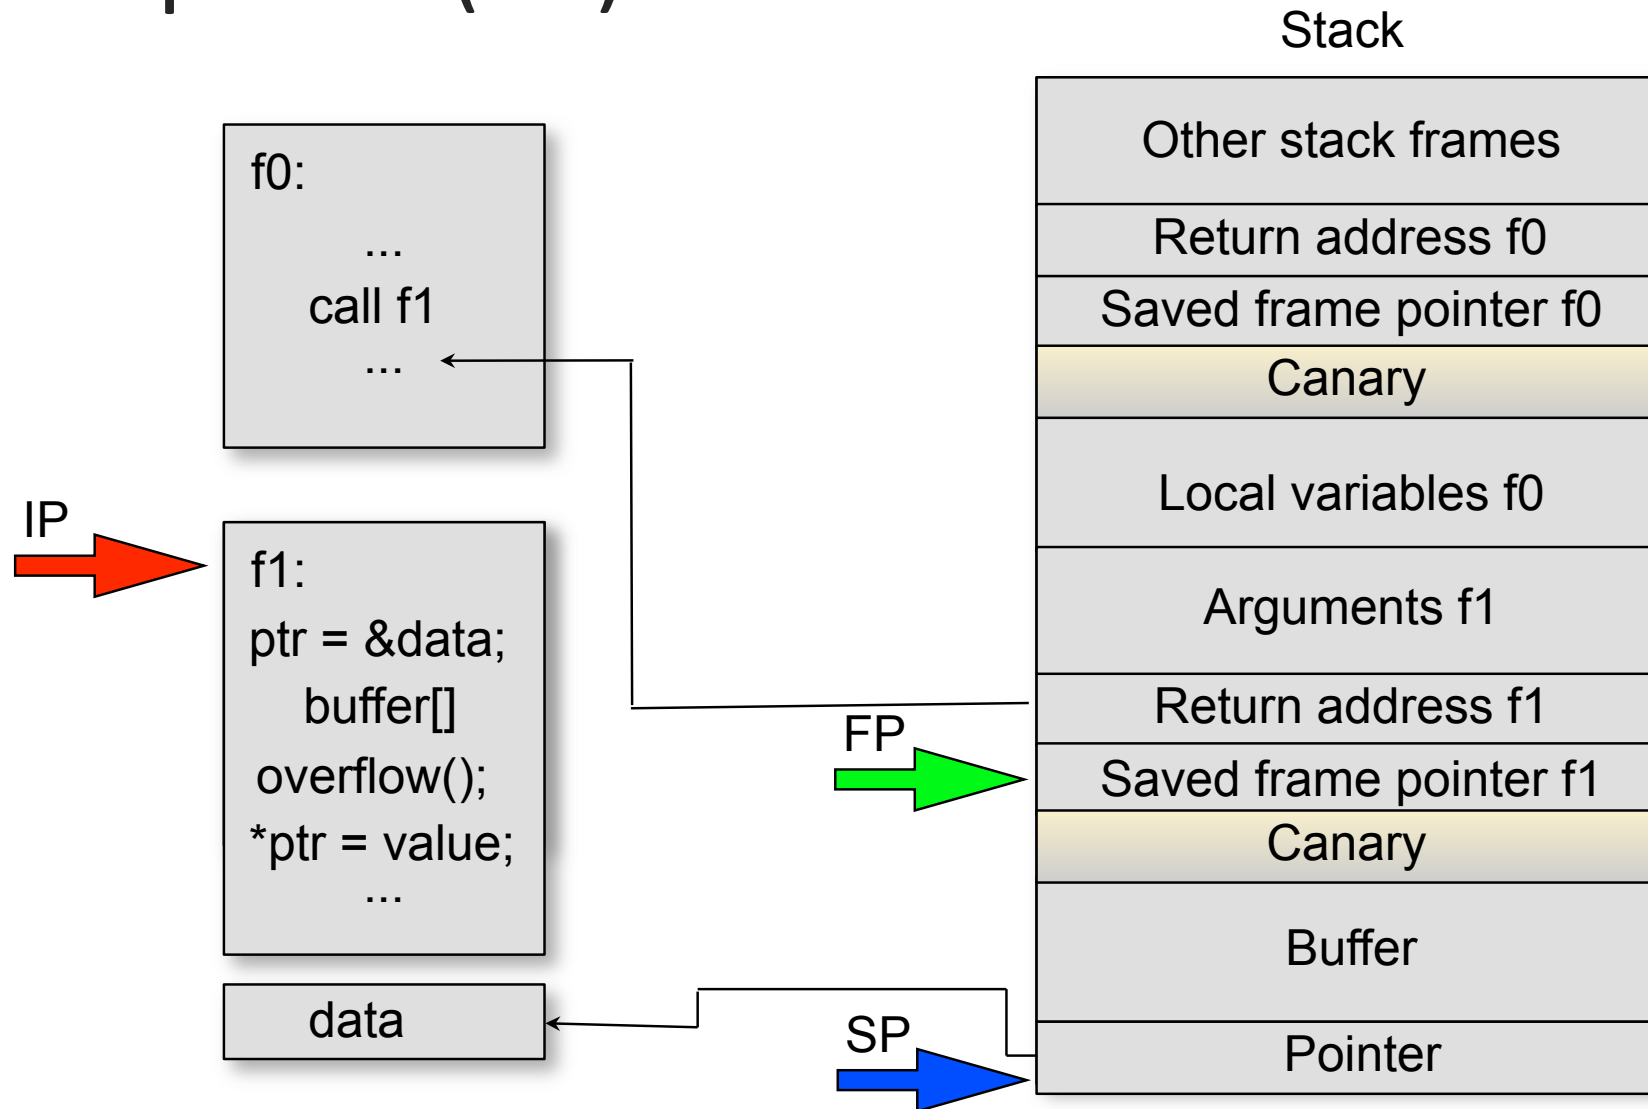 Stack
f0:
...
call f1
...
IP
f1:
ptr = &data;
buffer[]
overflow();
*ptr = value;
...
data
FP
SP
Other stack frames
Return address f0
Saved frame pointer f0
Canary
Local variables f0
Arguments f1
Return address f1
Saved frame pointer f1
Canary
Buffer
Pointer